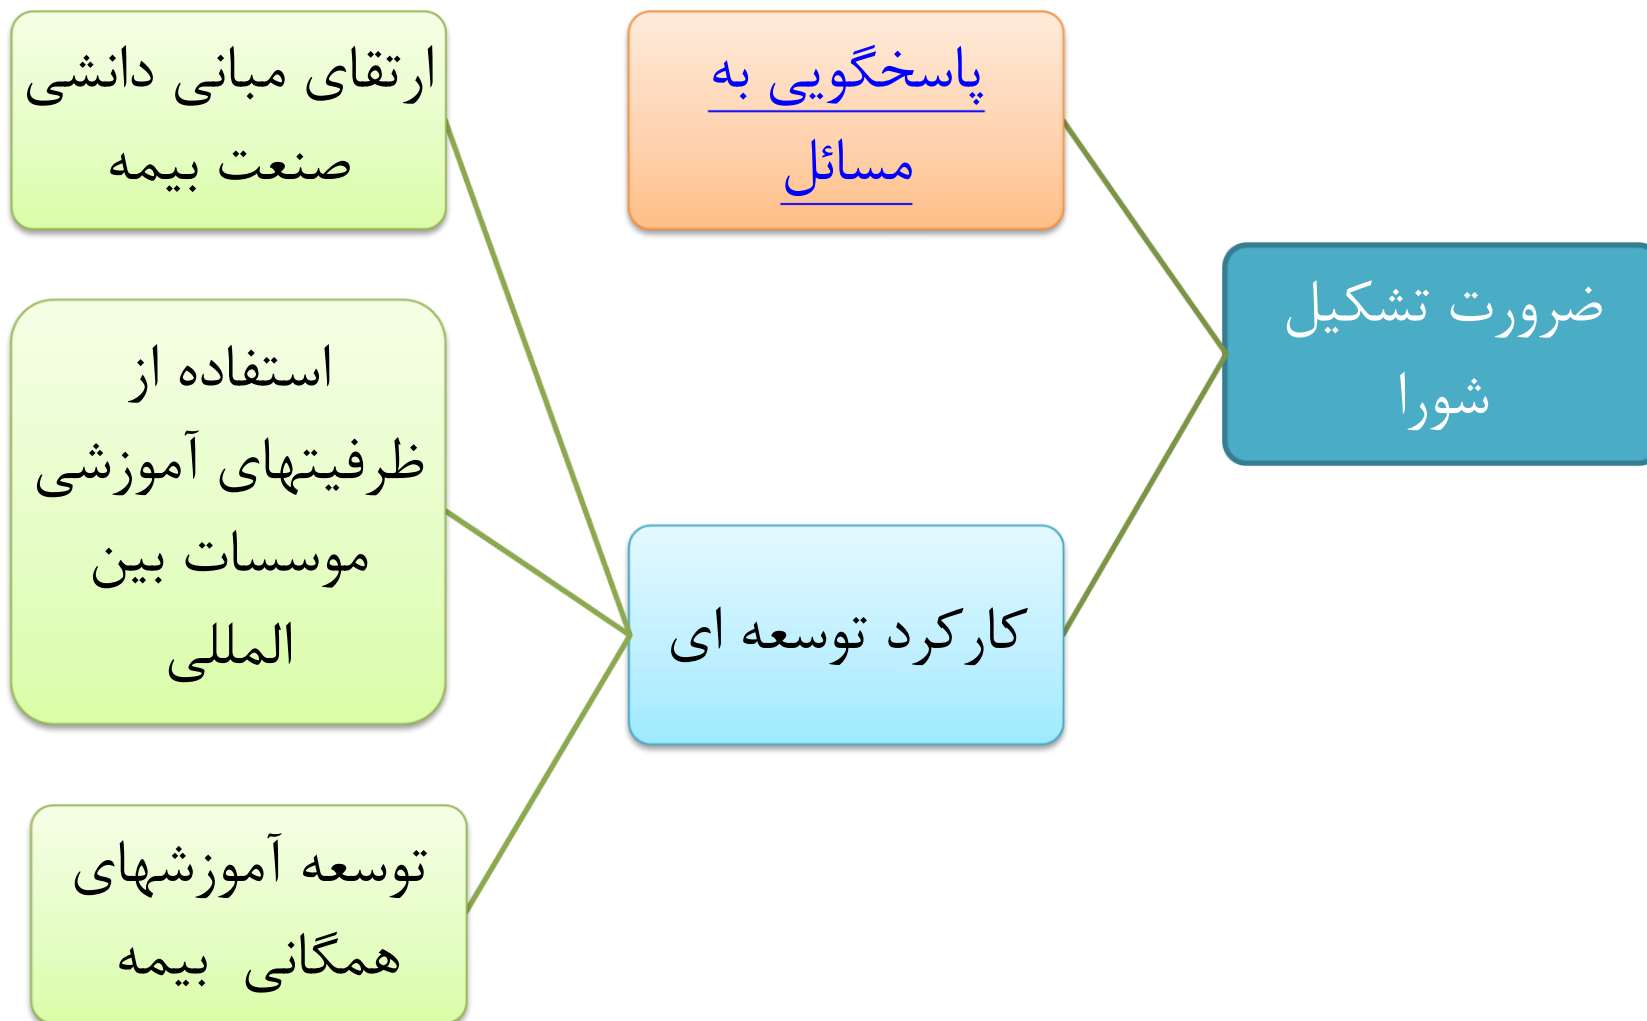 ضرورت تشکیل
شورا
پاسخگویی به
مسائل
کارکرد توسعه ای
ارتقای مبانی دانشی
صنعت بیمه
استفاده از
ظرفیتهای آموزشی
موسسات بین
المللی
توسعه آموزشهای
همگانی بیمه